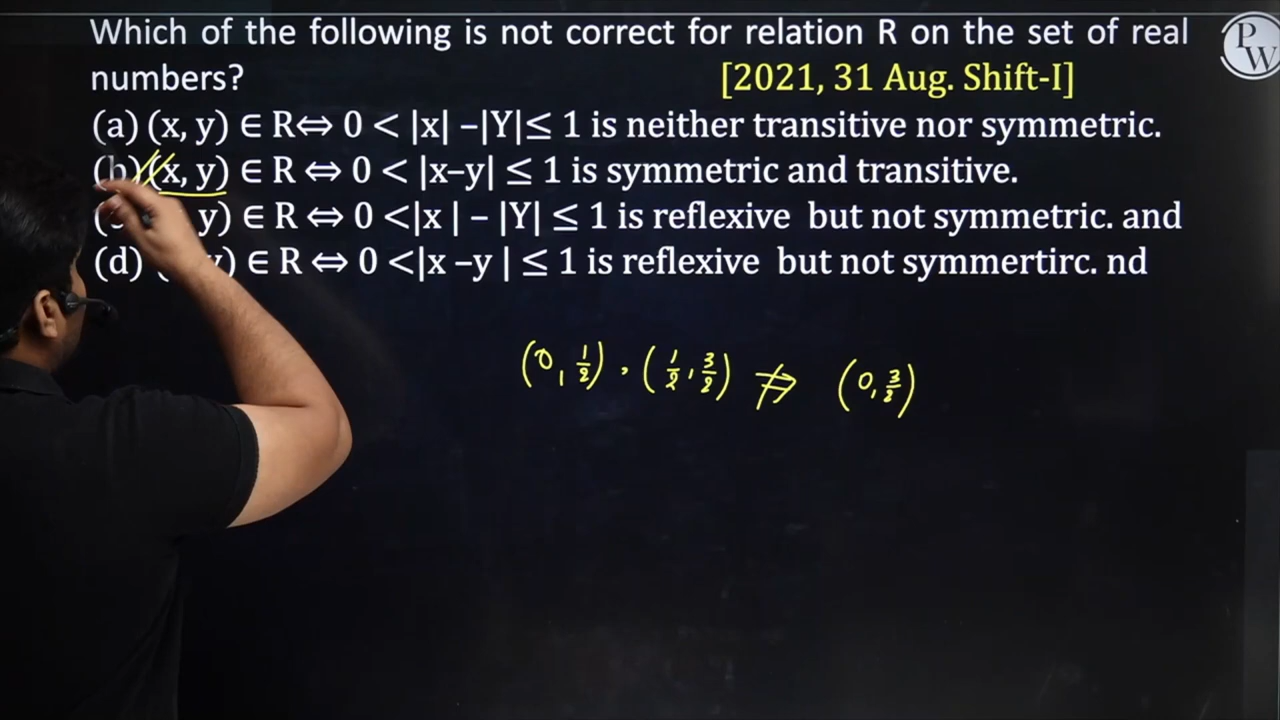 Which of the following is not correct for relation R on the set of real
numbers? [2021, 31 Aug. Shift-I]
(a) (x, y) ∈ R⇔ 0 < |x| –|Y|≤ 1 is neither transitive nor symmetric.
(b) (x, y) ∈ R ⇔ 0 < |x–y| ≤ 1 is symmetric and transitive.
y) ∈ R ⇔ 0 <|x | – |Y| ≤ 1 is reflexive but not symmetric. and
(d) y) ∈ R ⇔ 0 <|x –y | ≤ 1 is reflexive but not symmertirc. nd
(0, 1/2), (1/2, 3/2) ⇏ (0, 3/2)
PW